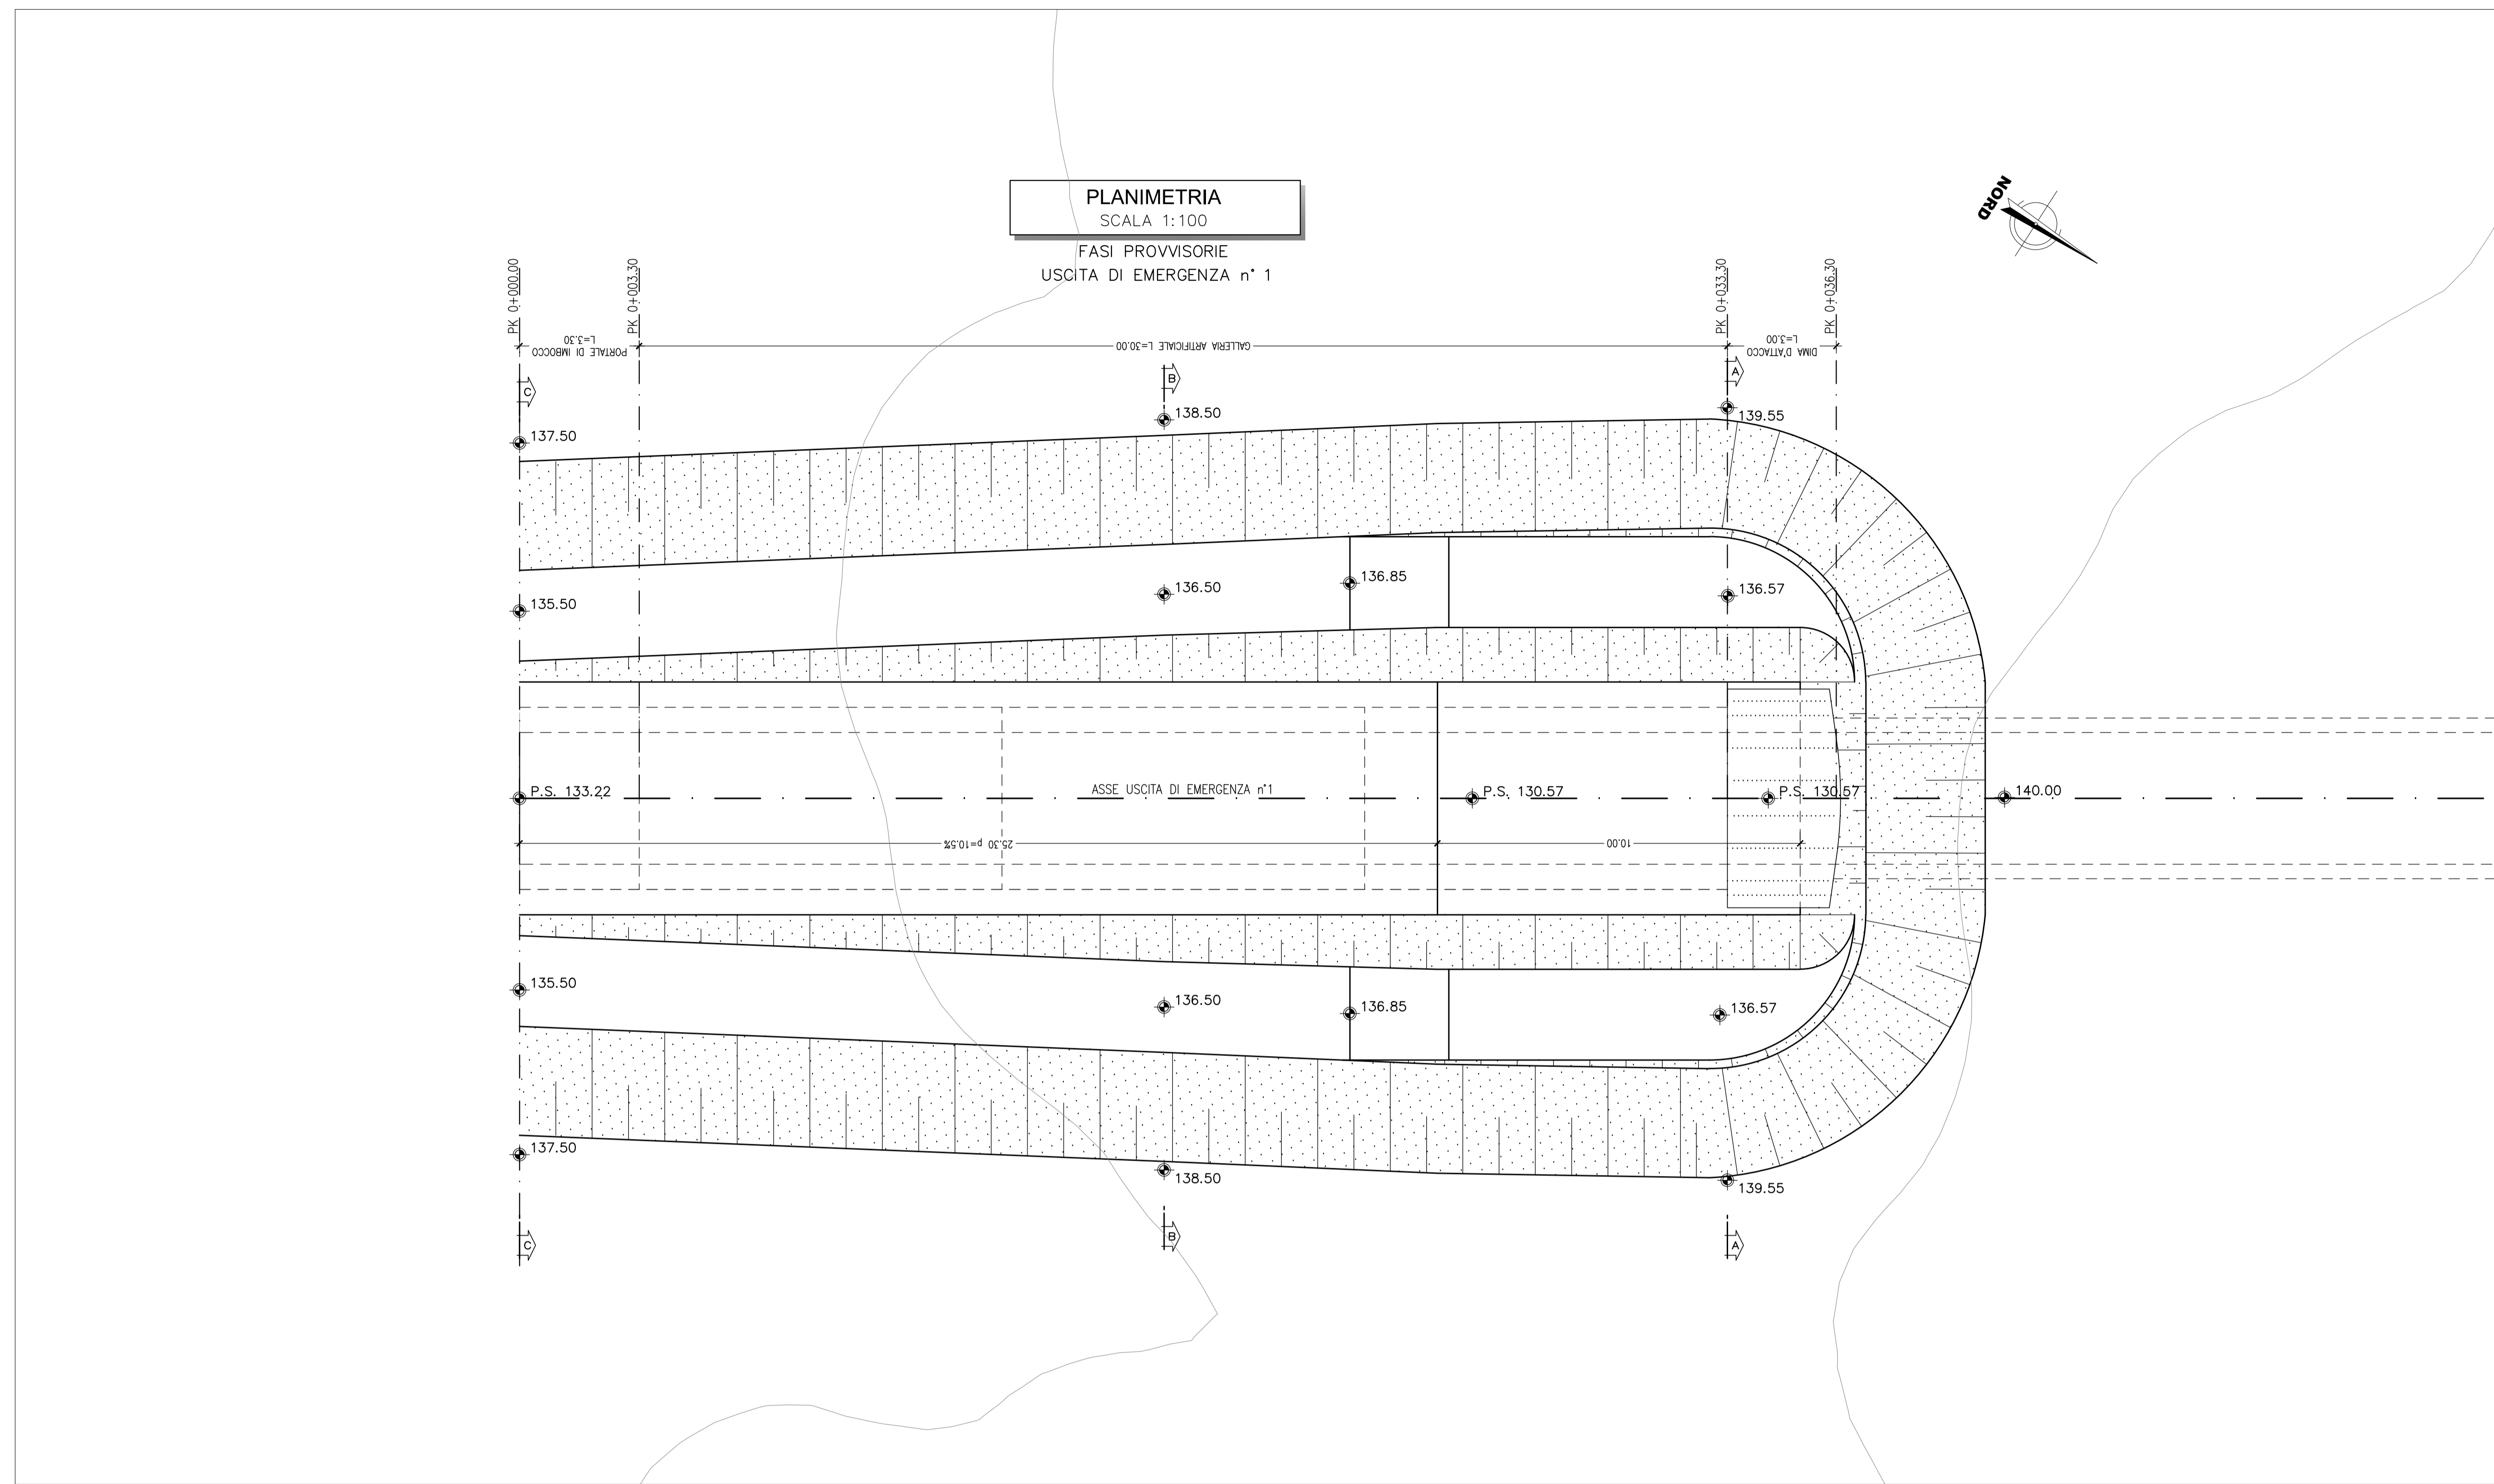 PLANIMETRIA
SCALA 1:100
FASI PROVVISORIE
USCITA DI EMERGENZA n° 1
NORD
PK 0+000.00
PK 0+003.30
PK 0+033.30
PK 0+036.30
PORTALE DI IMBOCCO
L=3.30
GALLERIA ARTIFICIALE L=30.00
DIMA D'ATTACCO
L=3.00
C
B
A
137.50
138.50
139.55
135.50
136.50
136.85
136.57
P.S. 133.22
ASSE USCITA DI EMERGENZA n°1
P.S. 130.57
P.S. 130.57
140.00
25.30 p=10.5%
10.00
135.50
136.50
136.85
136.57
137.50
138.50
139.55
C
B
A